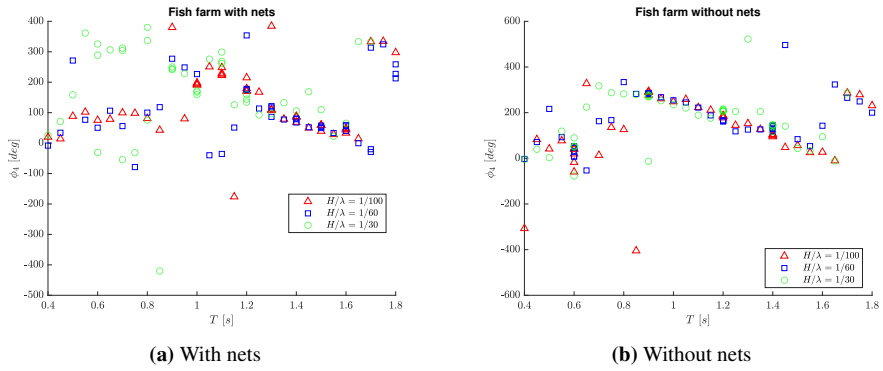 Fish farm with nets
400
300
200
100
0
-100
-200
-300
-400
-500
ϕ₄ [deg]
0.4 0.6 0.8 1 1.2 1.4 1.6 1.8
T [s]
H/λ = 1/100
H/λ = 1/60
H/λ = 1/30
(a) With nets
Fish farm without nets
600
400
200
0
-200
-400
-600
ϕ₄ [deg]
0.4 0.6 0.8 1 1.2 1.4 1.6 1.8
T [s]
H/λ = 1/100
H/λ = 1/60
H/λ = 1/30
(b) Without nets